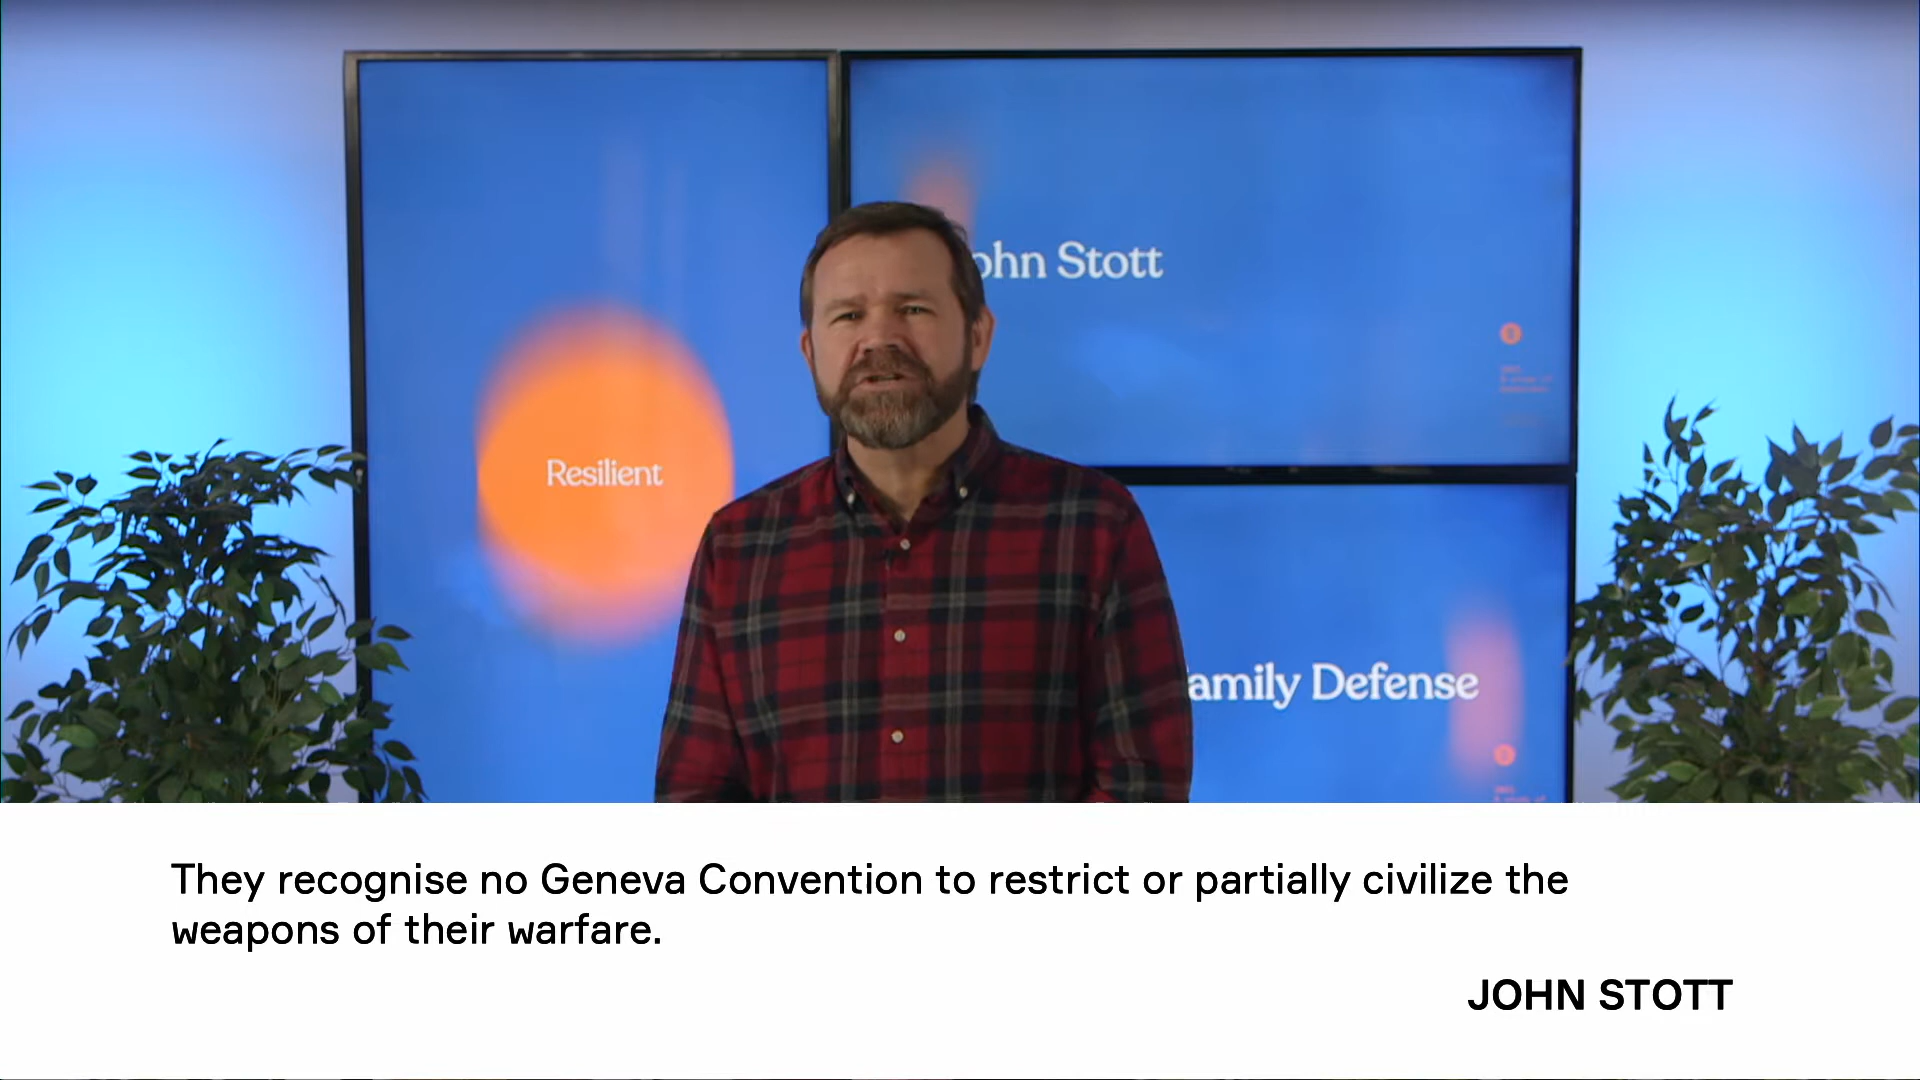 ohn Stott
Resilient
amily Defense
They recognise no Geneva Convention to restrict or partially civilize the
weapons of their warfare.
JOHN STOTT